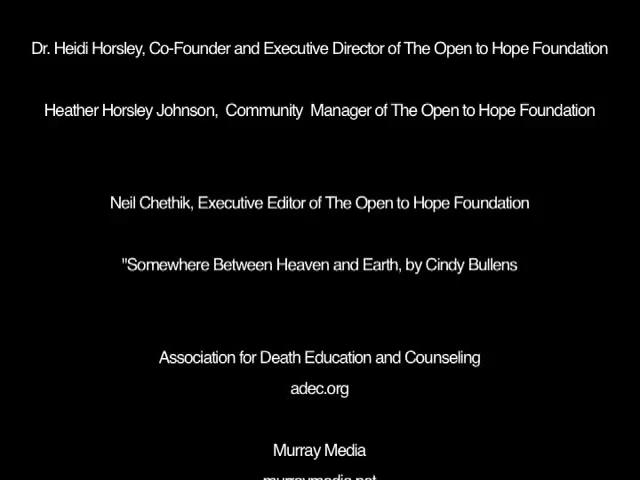 Dr. Heidi Horsley, Co-Founder and Executive Director of The Open to Hope Foundation
Heather Horsley Johnson, Community Manager of The Open to Hope Foundation
Neil Chethik, Executive Editor of The Open to Hope Foundation
"Somewhere Between Heaven and Earth, by Cindy Bullens
Association for Death Education and Counseling
adec.org
Murray Media
murraymedia.net